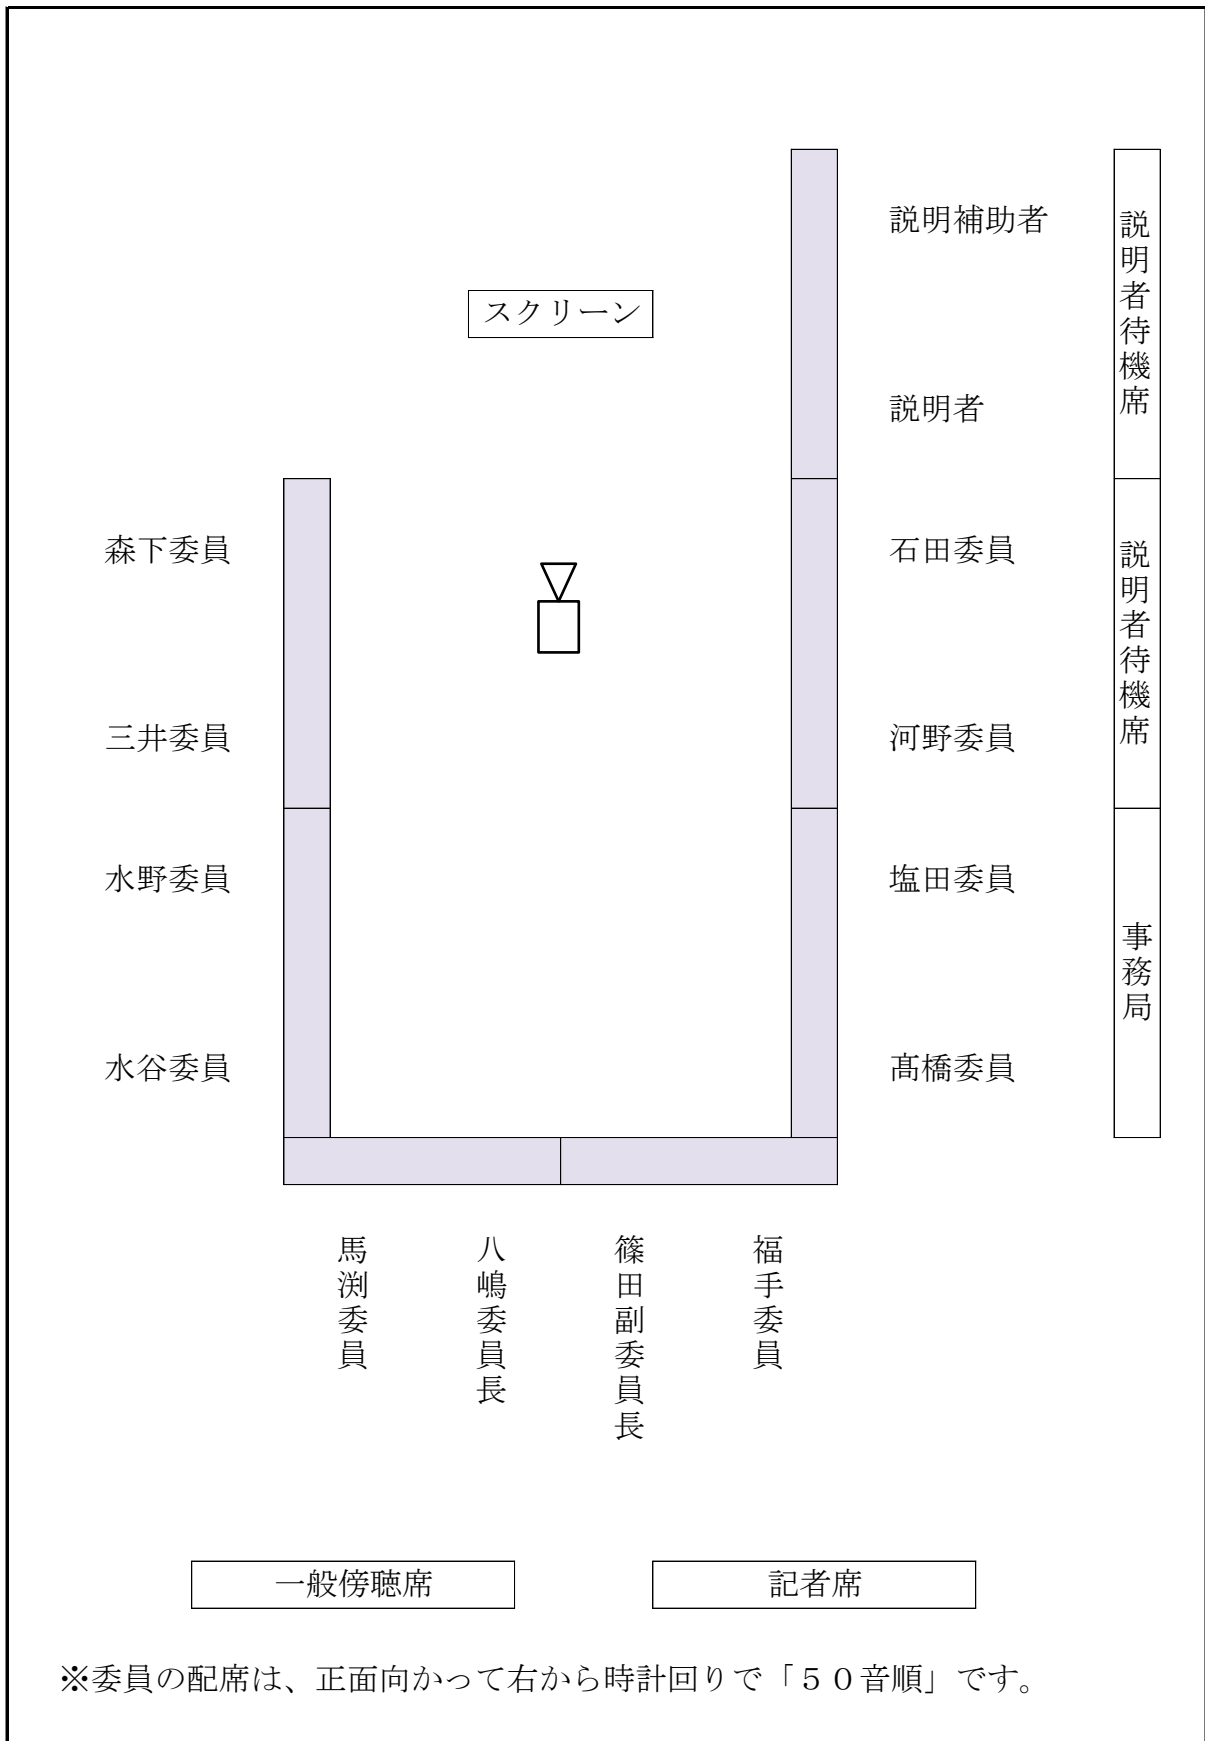 説明補助者
説明者待機席
スクリーン
説明者
森下委員
石田委員
説明者待機席
三井委員
河野委員
水野委員
塩田委員
事務局
水谷委員
髙橋委員
馬渕委員
八嶋委員長
篠田副委員長
福手委員
一般傍聴席
記者席
※委員の配席は、正面向かって右から時計回りで「５０音順」です。